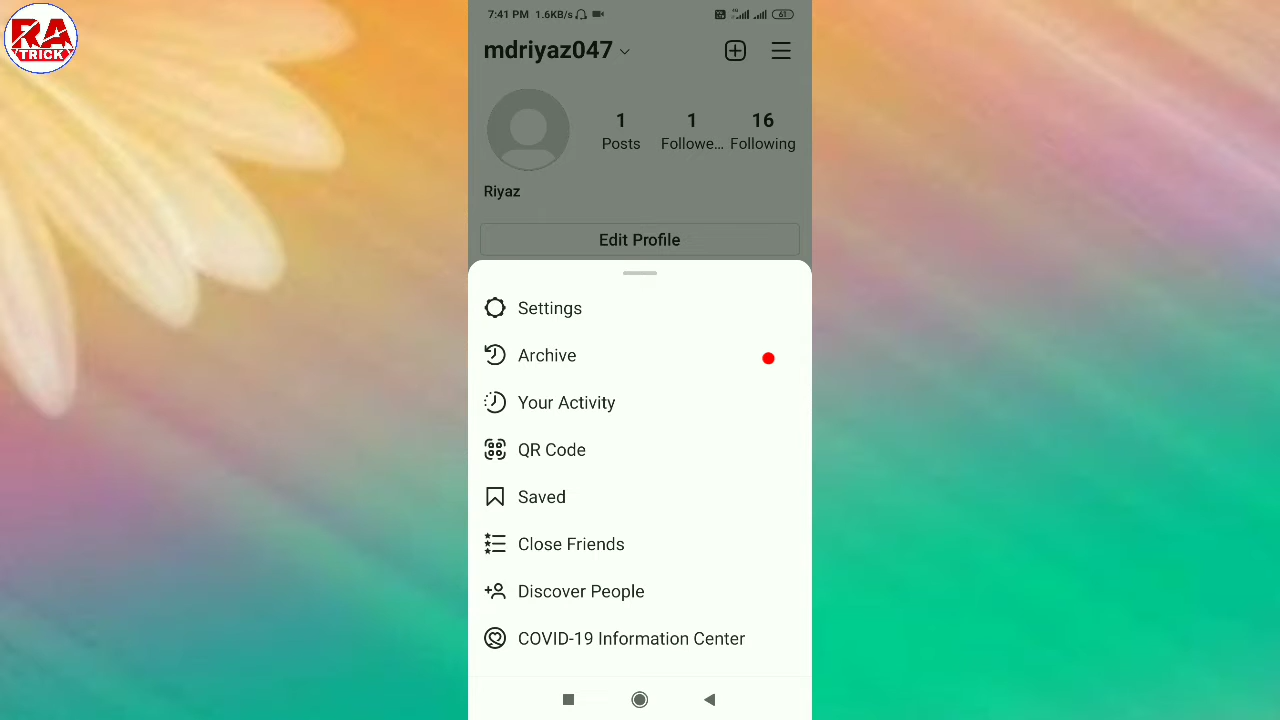 RA
TRICK
7:41 PM 1.6KB/s 61
mdriyaz047
1 1 16
Posts Followe... Following
Riyaz
Edit Profile
Settings
Archive
Your Activity
QR Code
Saved
Close Friends
Discover People
COVID-19 Information Center